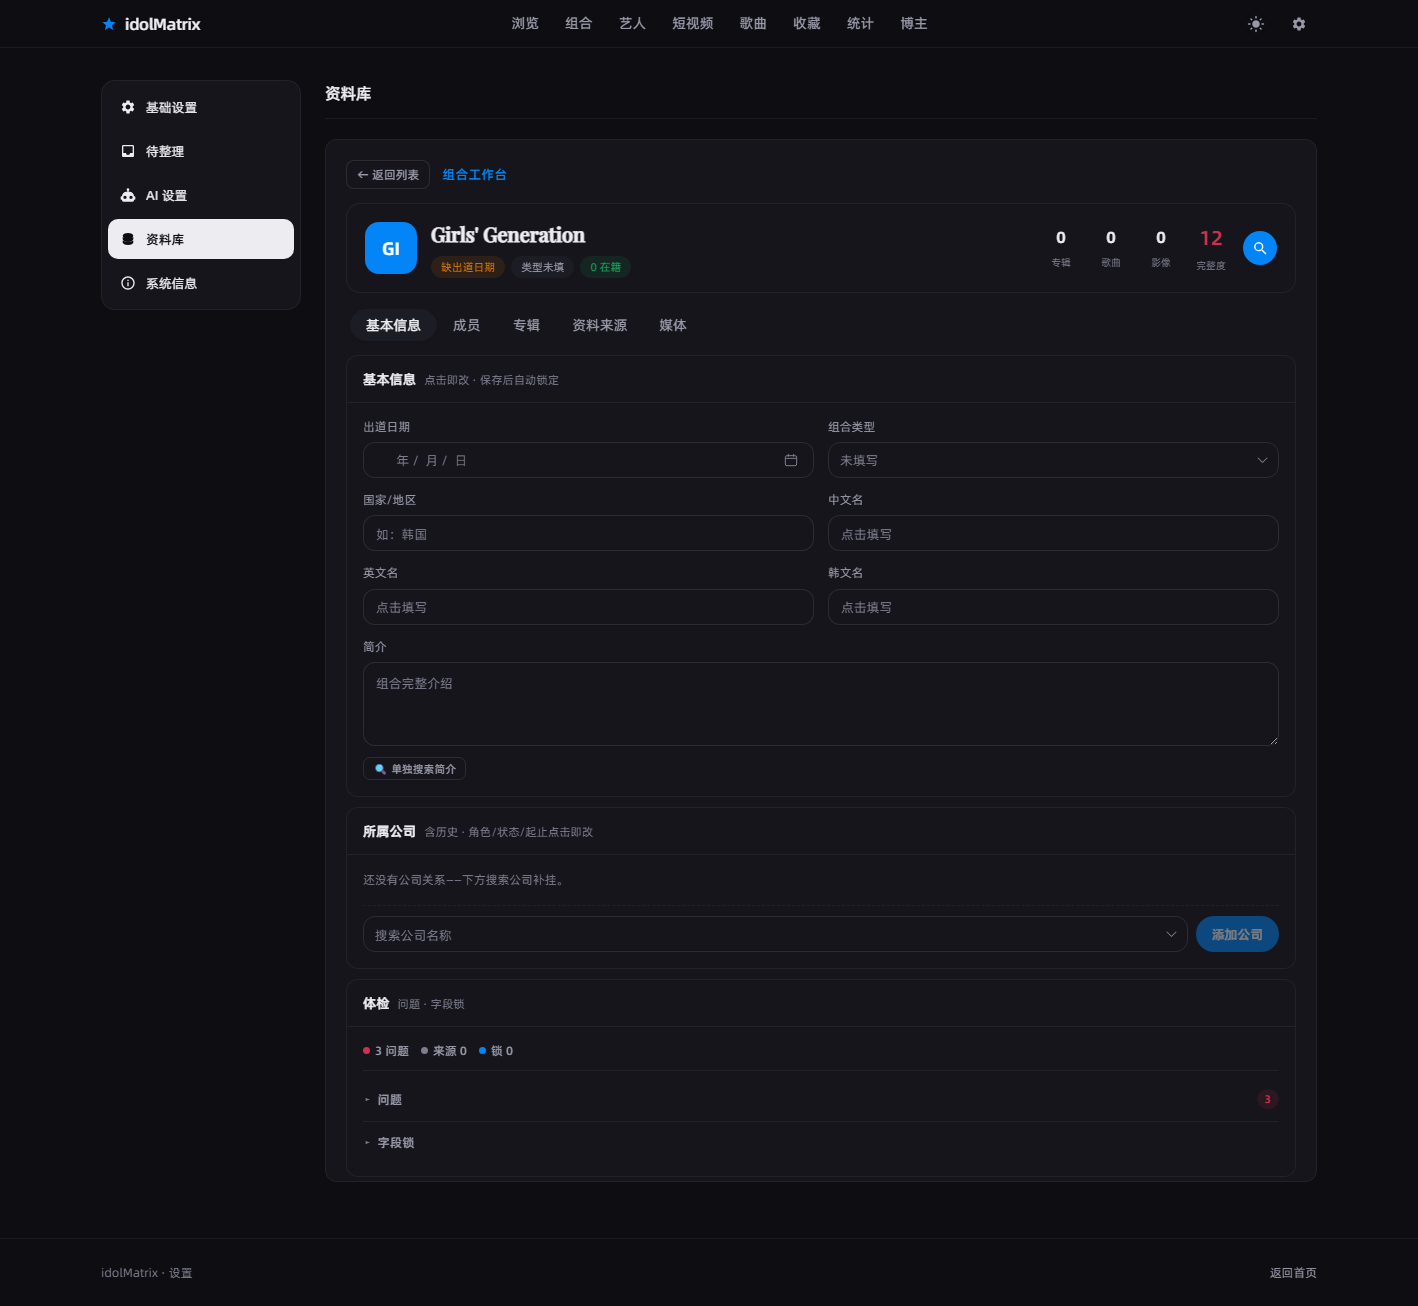 idolMatrix
浏览 组合 艺人 短视频 歌曲 收藏 统计 博主
基础设置
待整理
AI 设置
资料库
系统信息
资料库
← 返回列表 组合工作台
GI
Girls' Generation
缺出道日期 类型未填 0 在籍
0 专辑
0 歌曲
0 影像
12 完整度
基本信息 成员 专辑 资料来源 媒体
基本信息 点击即改 · 保存后自动锁定
出道日期
年 / 月 / 日
组合类型
未填写
国家/地区
如：韩国
中文名
点击填写
英文名
点击填写
韩文名
点击填写
简介
组合完整介绍
单独搜索简介
所属公司 含历史 · 角色/状态/起止点击即改
还没有公司关系——下方搜索公司补挂。
搜索公司名称
添加公司
体检 问题 · 字段锁
3 问题 来源 0 锁 0
问题 3
字段锁
idolMatrix · 设置
返回首页